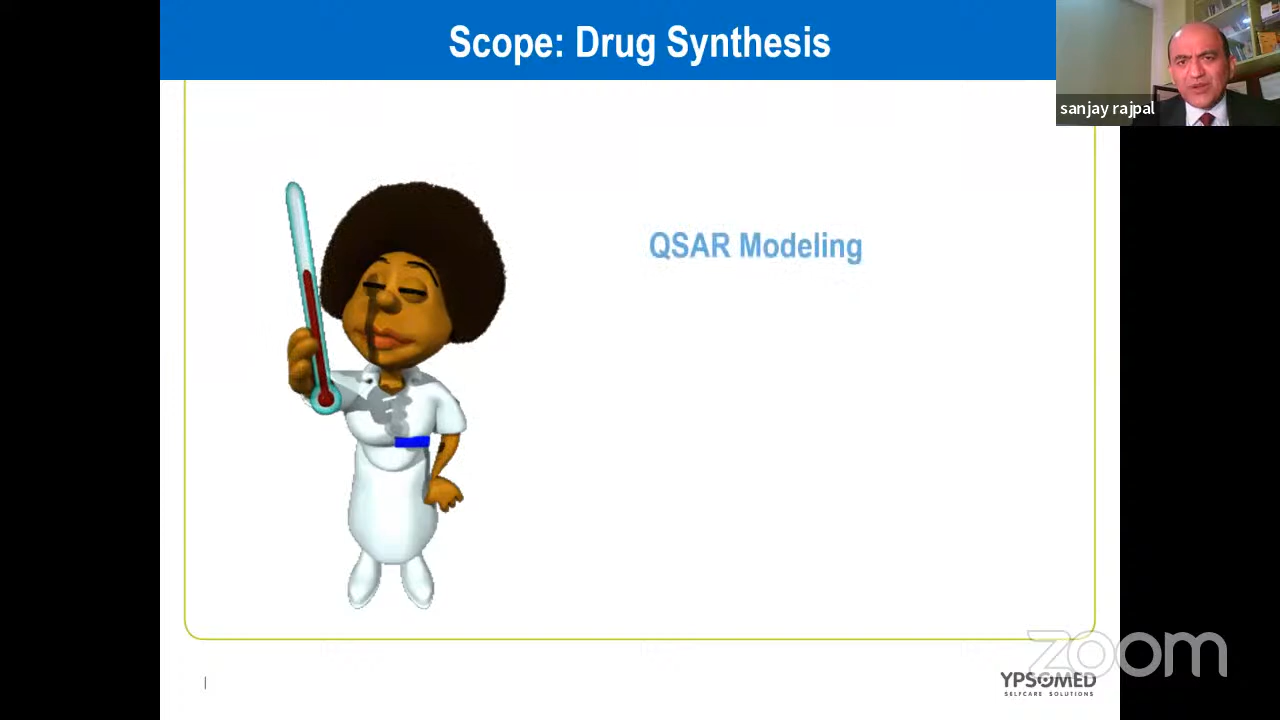 Scope: Drug Synthesis
sanjay rajpal
QSAR Modeling
zoom
|
YPSOMED
SELFCARE SOLUTIONS